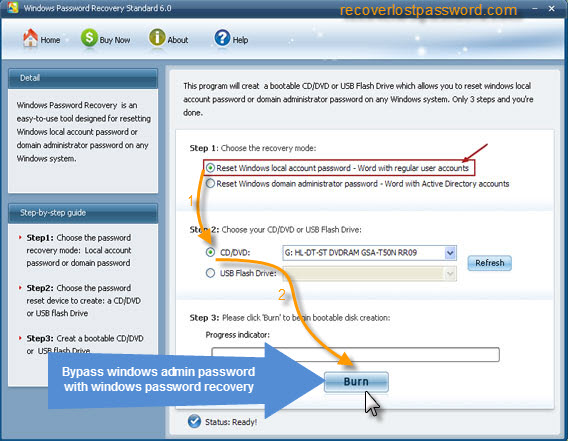 Windows Password Recovery Standard 6.0
recoverlostpassword.com
Home
Buy Now
About
Help
Detail
Windows Password Recovery is an
easy-to-use tool designed for resetting
Windows local account password or
domain administrator password on any
Windows system.
Step-by-step guide
Step1: Choose the password
recovery mode: Local account
password or domain password
Step2: Choose the password
reset device to create: a CD/DVD
or USB flash Drive
Step3: Creat a bootable CD/DVD
or USB flash Drive
This program will creat a bootable CD/DVD or USB Flash Drive which allows you to reset windows local
account password or domain administrator password on any Windows system. Only 3 steps and you're
done.
Step 1: Choose the recovery mode:
Reset Windows local account password - Word with regular user accounts
Reset Windows domain administrator password - Word with Active Directory accounts
1
Step 2: Choose your CD/DVD or USB Flash Drive:
CD/DVD:
G: HL-DT-ST DVDRAM GSA-T50N RR09
USB Flash Drive:
Refresh
2
Step 3: Please click 'Burn' to begin bootable disk creation:
Progress indicator:
Bypass windows admin password
with windows password recovery
Burn
Status: Ready!